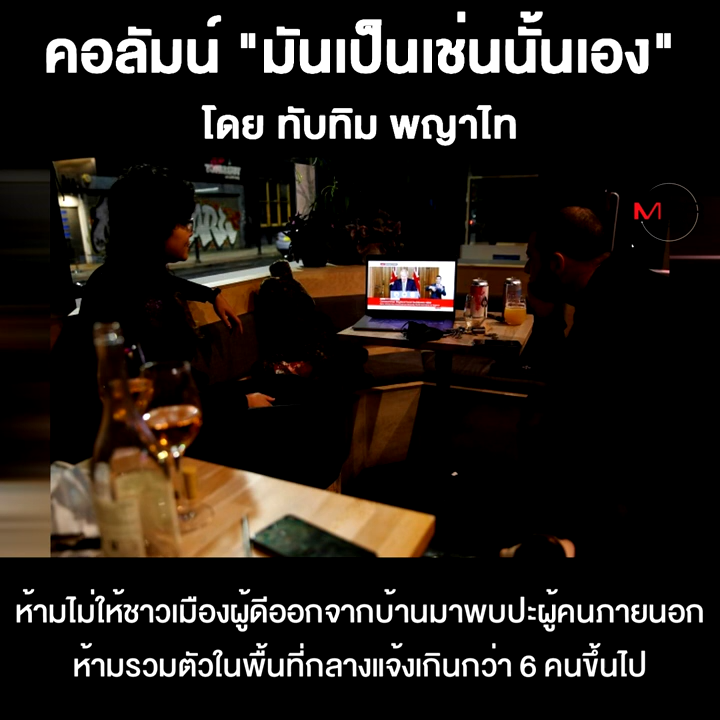 คอลัมน์ "มันเป็นเช่นนั้นเอง"
โดย ทับทิม พญาไท
M
ห้ามไม่ให้ชาวเมืองผู้ดีออกจากบ้านมาพบปะผู้คนภายนอก
ห้ามรวมตัวในพื้นที่กลางแจ้งเกินกว่า 6 คนขึ้นไป